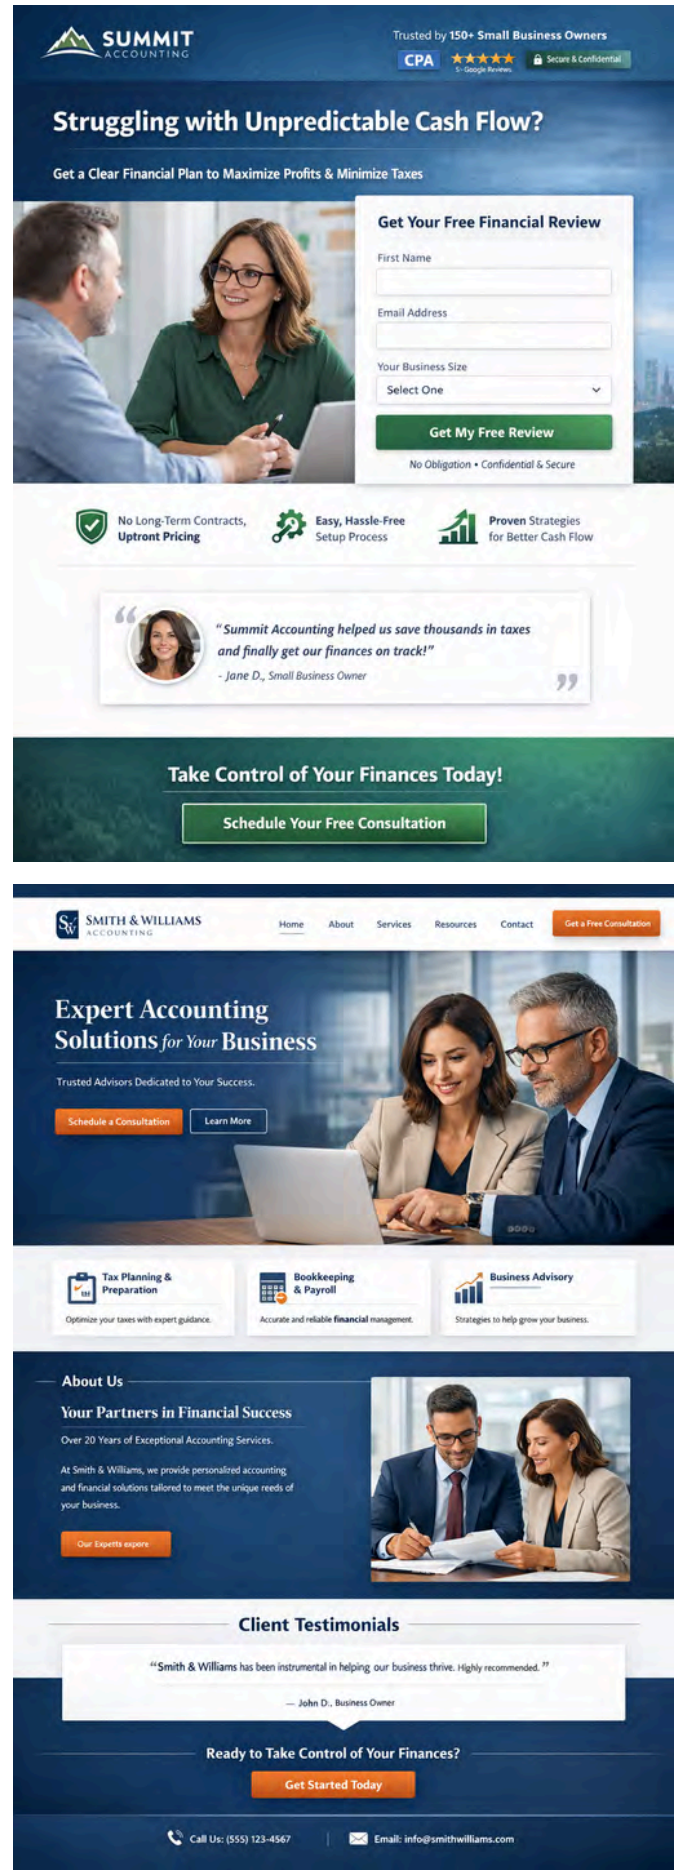 SUMMIT
ACCOUNTING
Trusted by 150+ Small Business Owners
CPA
5 - Google Reviews
Secure & Confidential
Struggling with Unpredictable Cash Flow?
Get a Clear Financial Plan to Maximize Profits & Minimize Taxes
Get Your Free Financial Review
First Name
Email Address
Your Business Size
Select One
Get My Free Review
No Obligation • Confidential & Secure
No Long-Term Contracts,
Upfront Pricing
Easy, Hassle-Free
Setup Process
Proven Strategies
for Better Cash Flow
“Summit Accounting helped us save thousands in taxes
and finally get our finances on track!”
- Jane D., Small Business Owner
Take Control of Your Finances Today!
Schedule Your Free Consultation
SW
SMITH & WILLIAMS
ACCOUNTING
Home
About
Services
Resources
Contact
Get a Free Consultation
Expert Accounting
Solutions for Your Business
Trusted Advisors Dedicated to Your Success.
Schedule a Consultation
Learn More
Tax Planning &
Preparation
Optimize your taxes with expert guidance.
Bookkeeping
& Payroll
Accurate and reliable financial management.
Business Advisory
Strategies to help grow your business.
About Us
Your Partners in Financial Success
Over 20 Years of Exceptional Accounting Services.
At Smith & Williams, we provide personalized accounting
and financial solutions tailored to meet the unique needs of
your business.
Our Expetts expore
Client Testimonials
“Smith & Williams has been instrumental in helping our business thrive. Highly recommended.”
— John D., Business Owner
Ready to Take Control of Your Finances?
Get Started Today
Call Us: (555) 123-4567
Email: info@smithwilliams.com